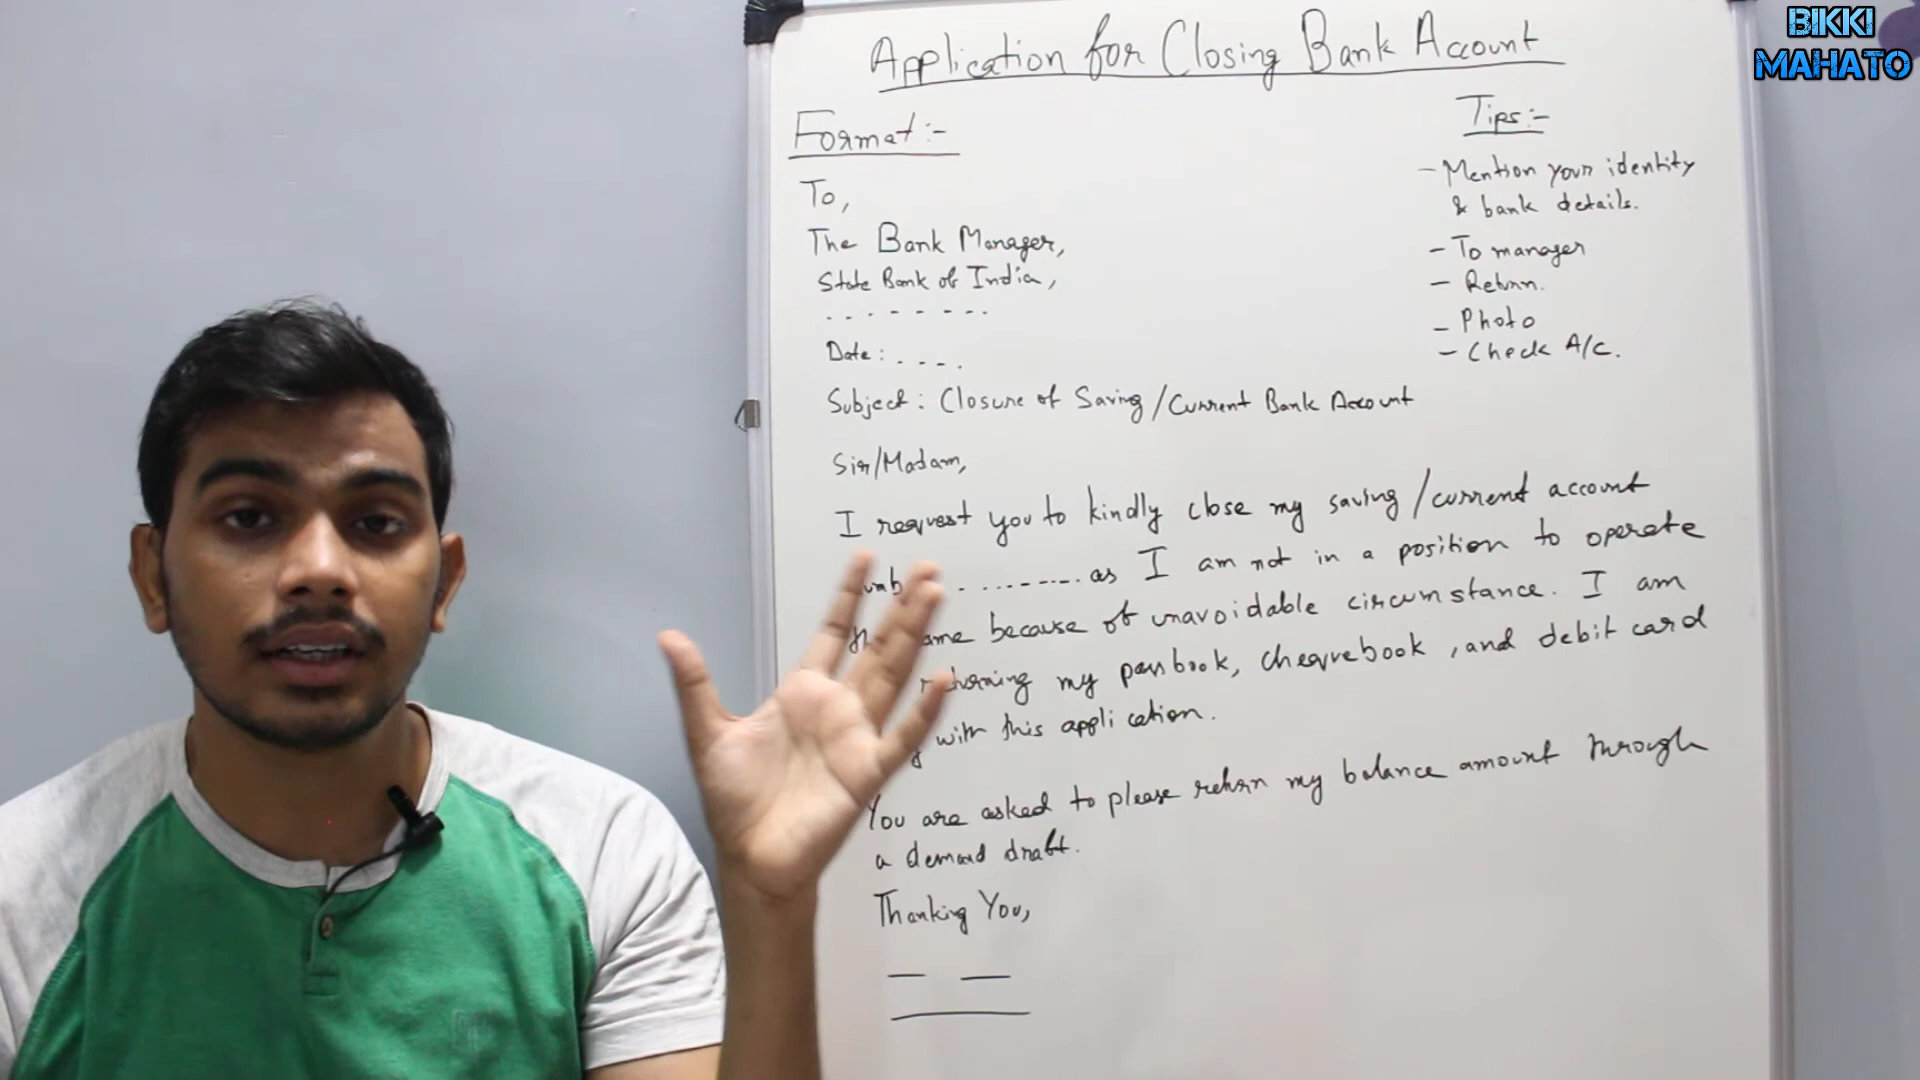 BIKKI
MAHATO
Application for Closing Bank Account
Format :-
To,
The Bank Manager,
State Bank of India,
- - - - - - - -
Date : - - - -
Subject : Closure of Saving / Current Bank Account
Sir/Madam,
I request you to kindly close my saving / current account
- - - - - - - - as I am not in a position to operate
because of unavoidable circumstance. I am
returning my passbook, chequebook , and debit card
with this application.
You are asked to please return my balance amount through
a demand draft.
Thanking You,
Tips :-
- Mention your identity
& bank details.
- To manager
- Return.
- Photo
- Check A/C.